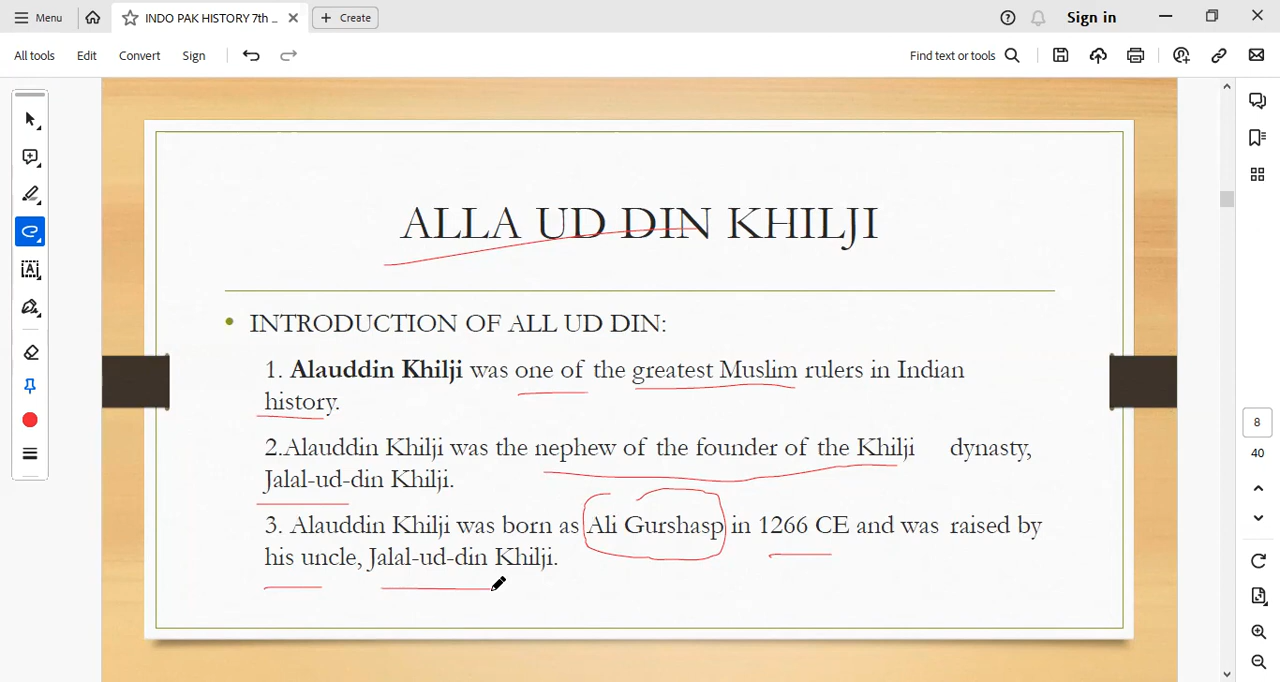 Menu
INDO PAK HISTORY 7th ...
Create
Sign in
All tools
Edit
Convert
Sign
Find text or tools
ALLA UD DIN KHILJI
• INTRODUCTION OF ALL UD DIN:
1. Alauddin Khilji was one of the greatest Muslim rulers in Indian
history.
2.Alauddin Khilji was the nephew of the founder of the Khilji dynasty,
Jalal-ud-din Khilji.
3. Alauddin Khilji was born as Ali Gurshasp in 1266 CE and was raised by
his uncle, Jalal-ud-din Khilji.
8
40